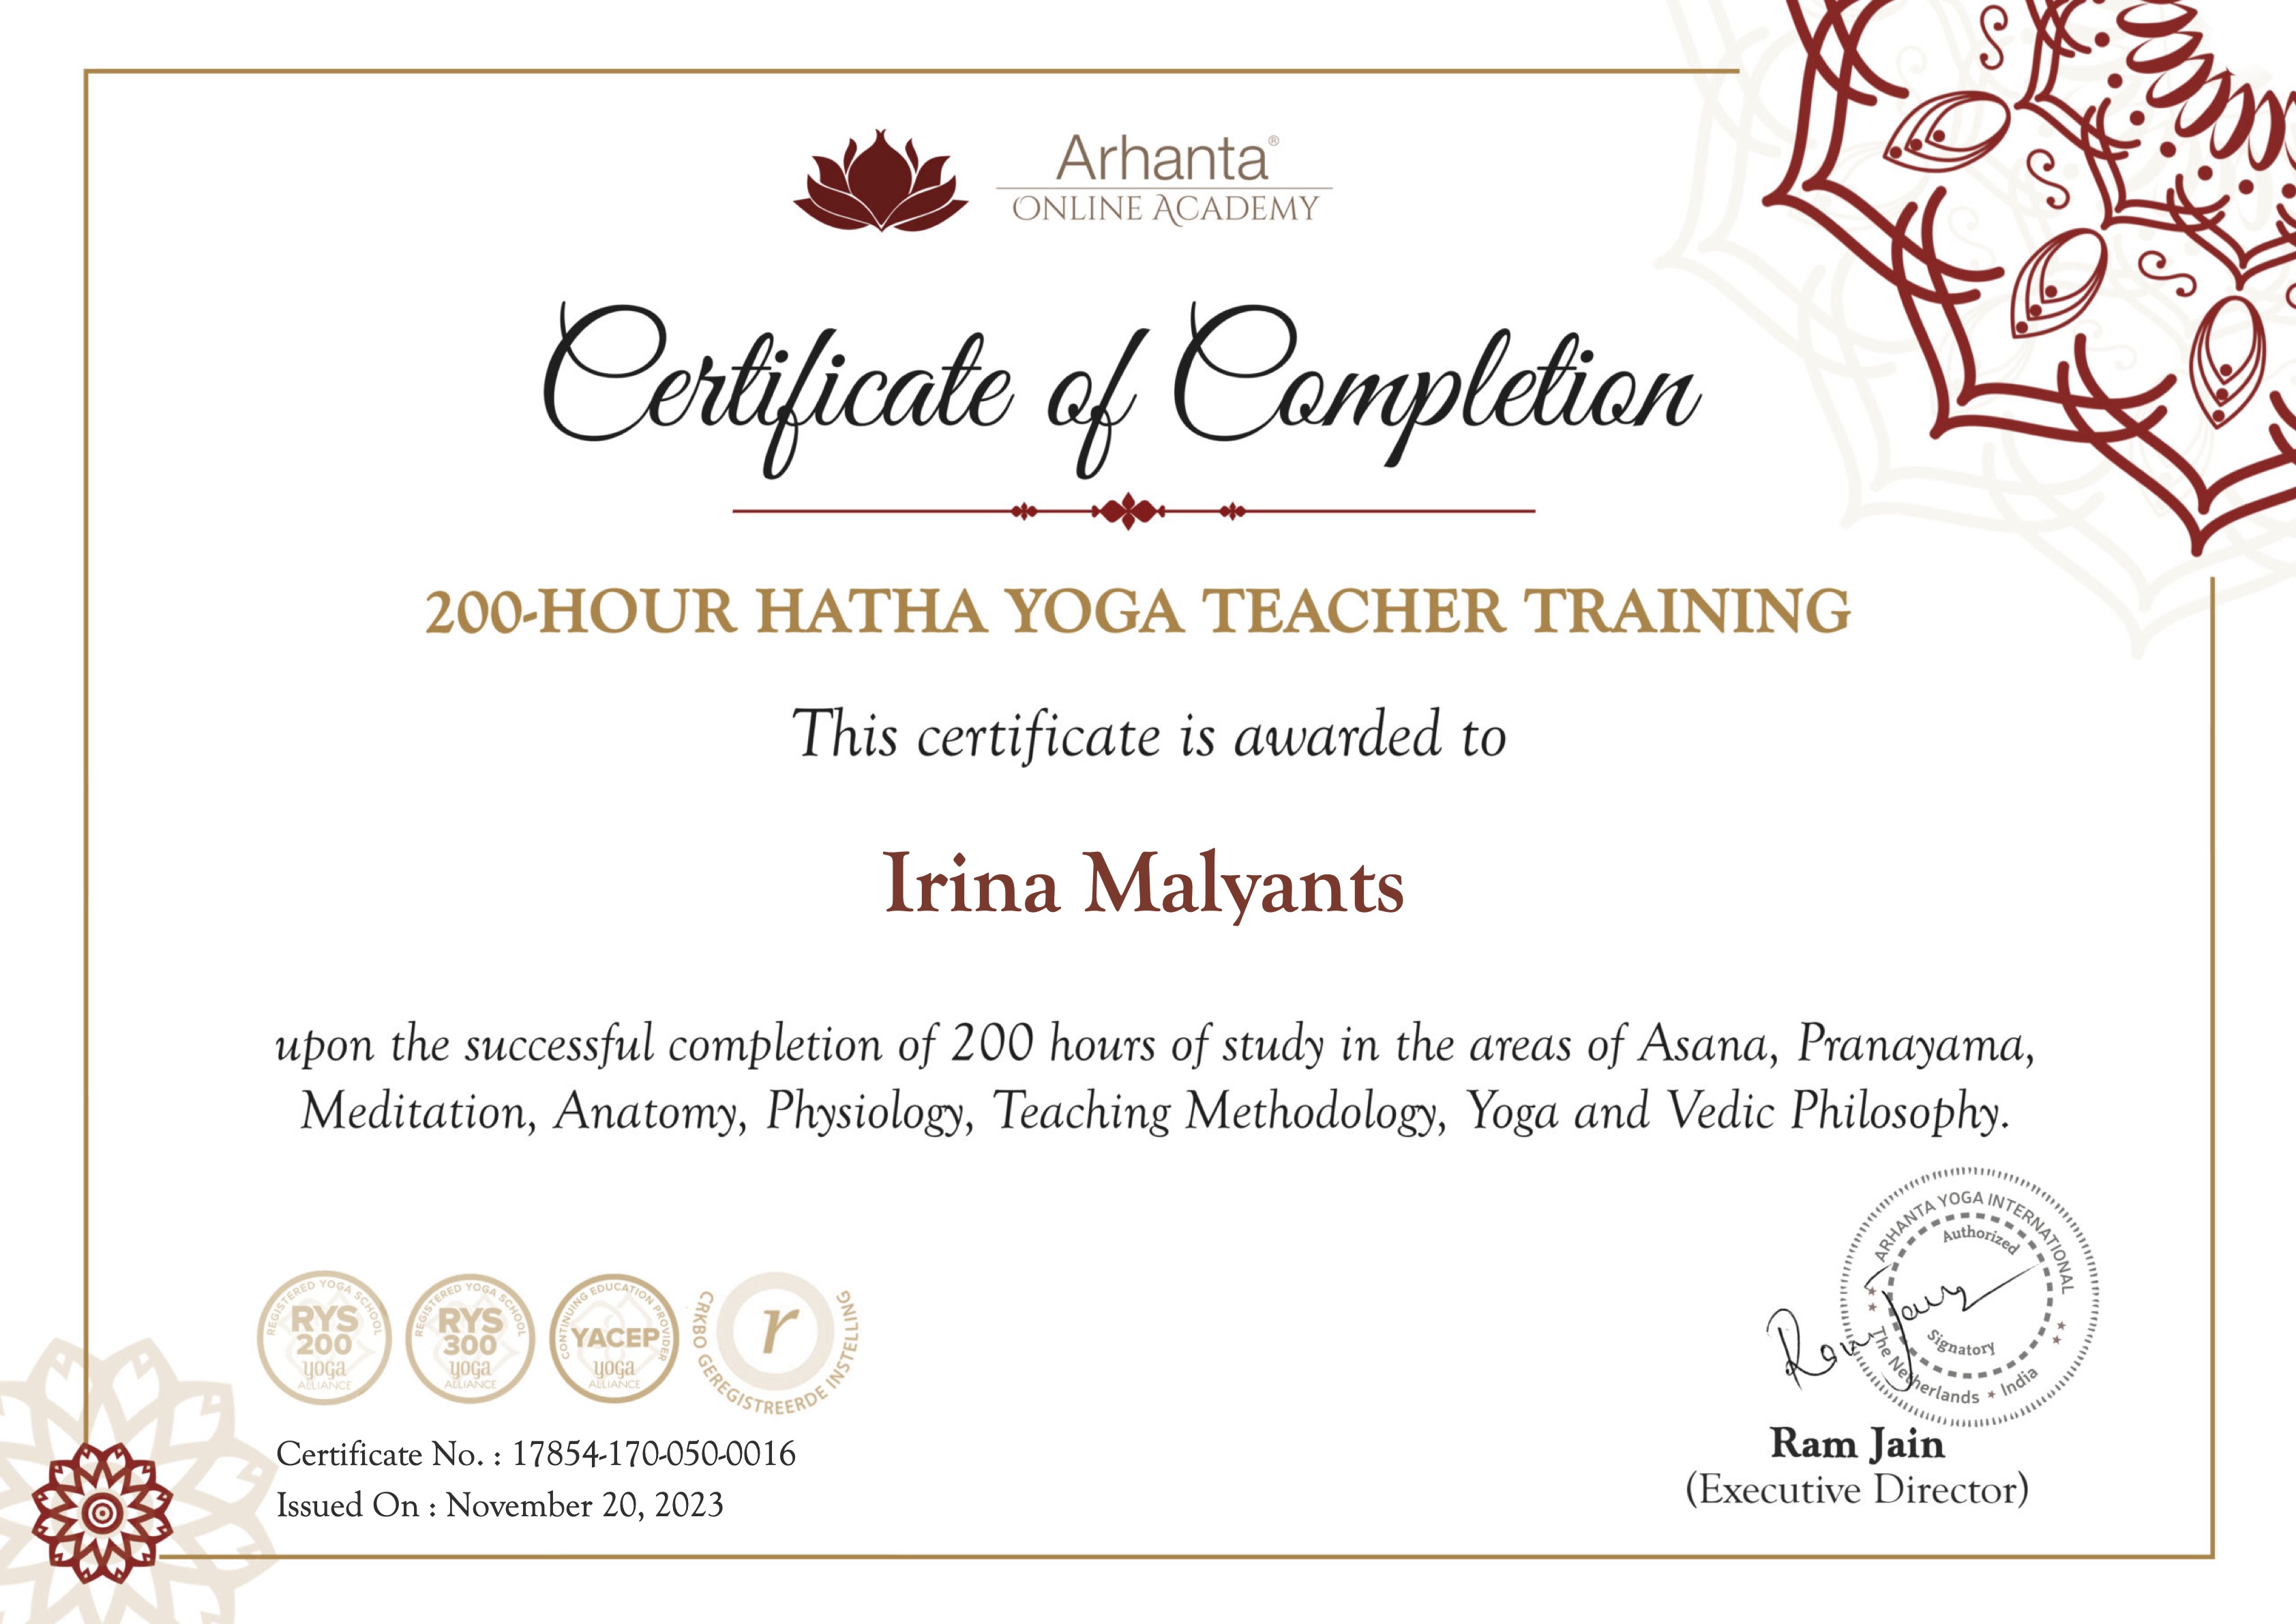 Arhanta®
ONLINE ACADEMY
Certificate of Completion
200-HOUR HATHA YOGA TEACHER TRAINING
This certificate is awarded to
Irina Malyants
upon the successful completion of 200 hours of study in the areas of Asana, Pranayama,
Meditation, Anatomy, Physiology, Teaching Methodology, Yoga and Vedic Philosophy.
REGISTERED YOGA SCHOOL
RYS
200
yoga
ALLIANCE
REGISTERED YOGA SCHOOL
RYS
300
yoga
ALLIANCE
CONTINUING EDUCATION PROVIDER
YACEP
yoga
ALLIANCE
r
CRKBO GEREGISTREERDE INSTELLING
ARHANTA YOGA INTERNATIONAL
Authorized
Signatory
The Netherlands * India
Ram Jain
Certificate No. : 17854-170-050-0016
Issued On : November 20, 2023
Ram Jain
(Executive Director)